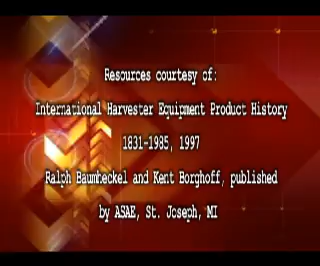 Resources courtesy of:
International Harvester Equipment Product History
1831-1985, 1997
Ralph Baumheckel and Kent Borghoff, published
by ASAE, St. Joseph, MI